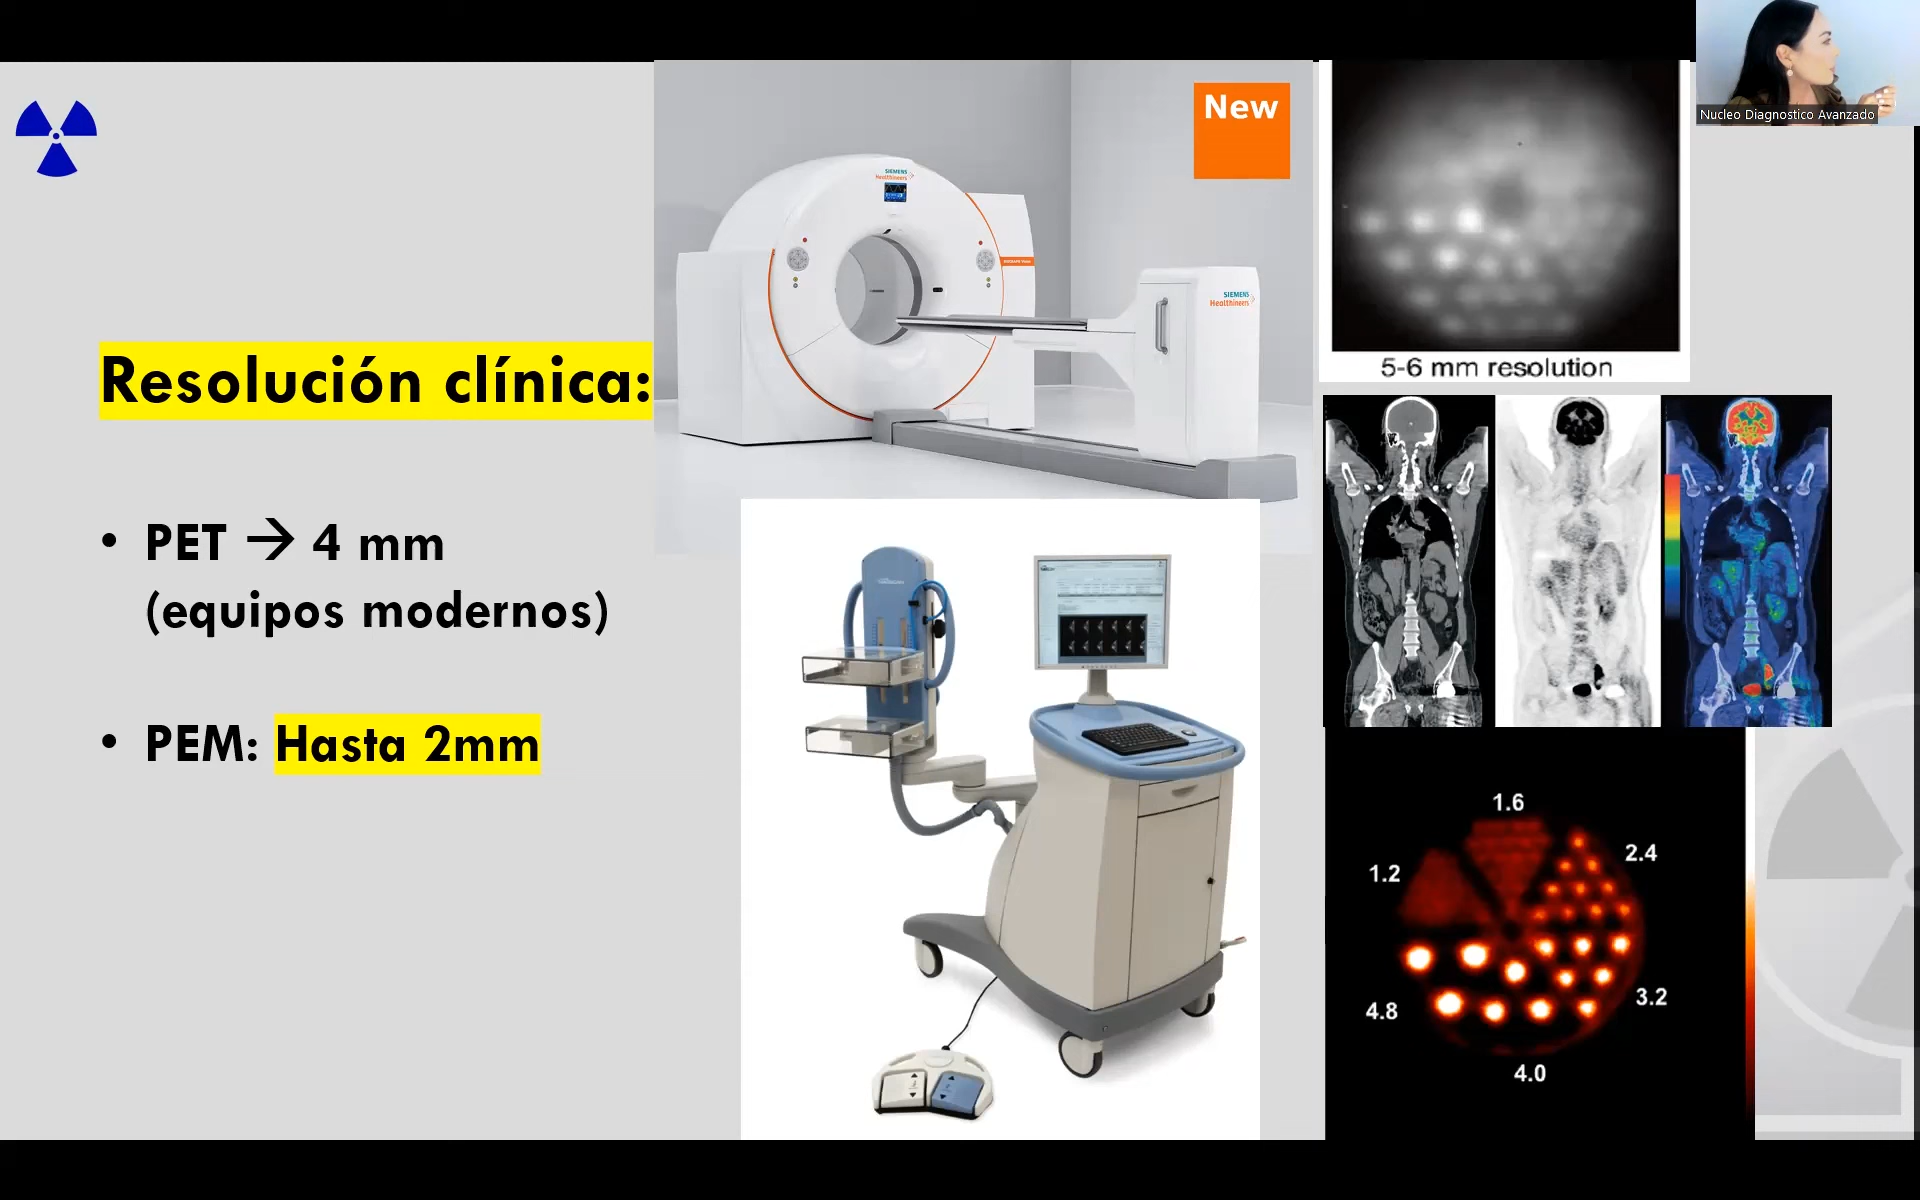 Resolución clínica:
• PET → 4 mm
(equipos modernos)
• PEM: Hasta 2mm
New
SIEMENS
Healthineers
SIEMENS
Healthineers
5-6 mm resolution
1.6
2.4
1.2
3.2
4.8
4.0
Nucleo Diagnostico Avanzado